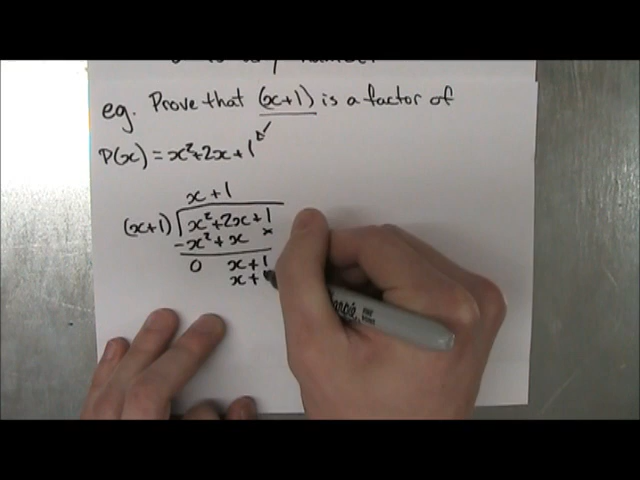 eg. Prove that (x+1) is a factor of
P(x) = x²+2x+1
x+1
(x+1) x²+2x+1
-x²+x
0 x+1
x+